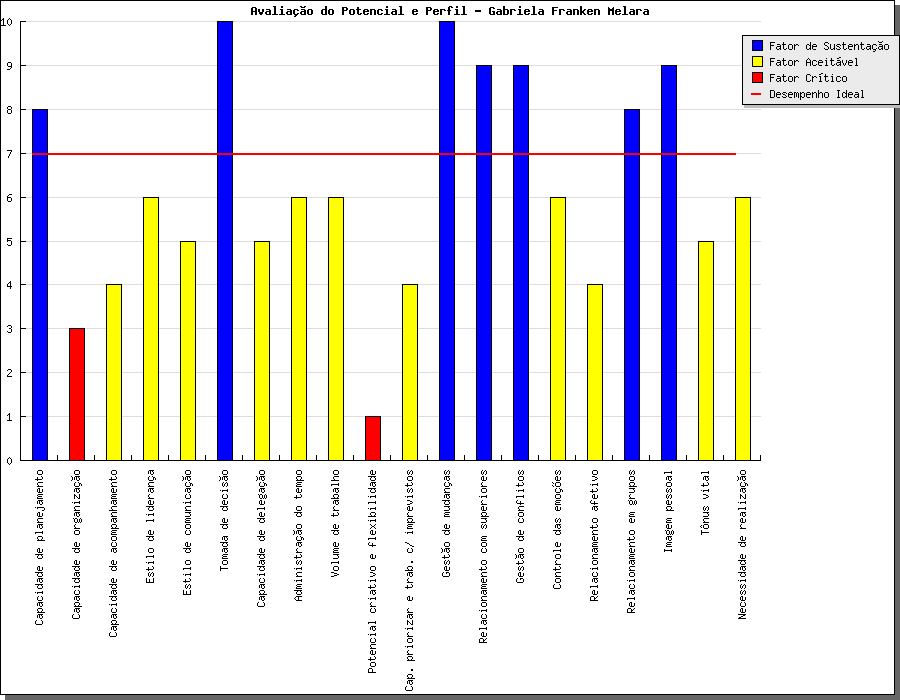 Avaliação do Potencial e Perfil - Gabriela Franken Melara
Fator de Sustentação
Fator Aceitável
Fator Crítico
Desempenho Ideal
10
9
8
7
6
5
4
3
2
1
0
Capacidade de planejamento
Capacidade de organização
Capacidade de acompanhamento
Estilo de liderança
Estilo de comunicação
Tomada de decisão
Capacidade de delegação
Administração do tempo
Volume de trabalho
Potencial criativo e flexibilidade
Cap. priorizar e trab. c/ imprevistos
Gestão de mudanças
Relacionamento com superiores
Gestão de conflitos
Controle das emoções
Relacionamento afetivo
Relacionamento em grupos
Imagem pessoal
Tônus vital
Necessidade de realização